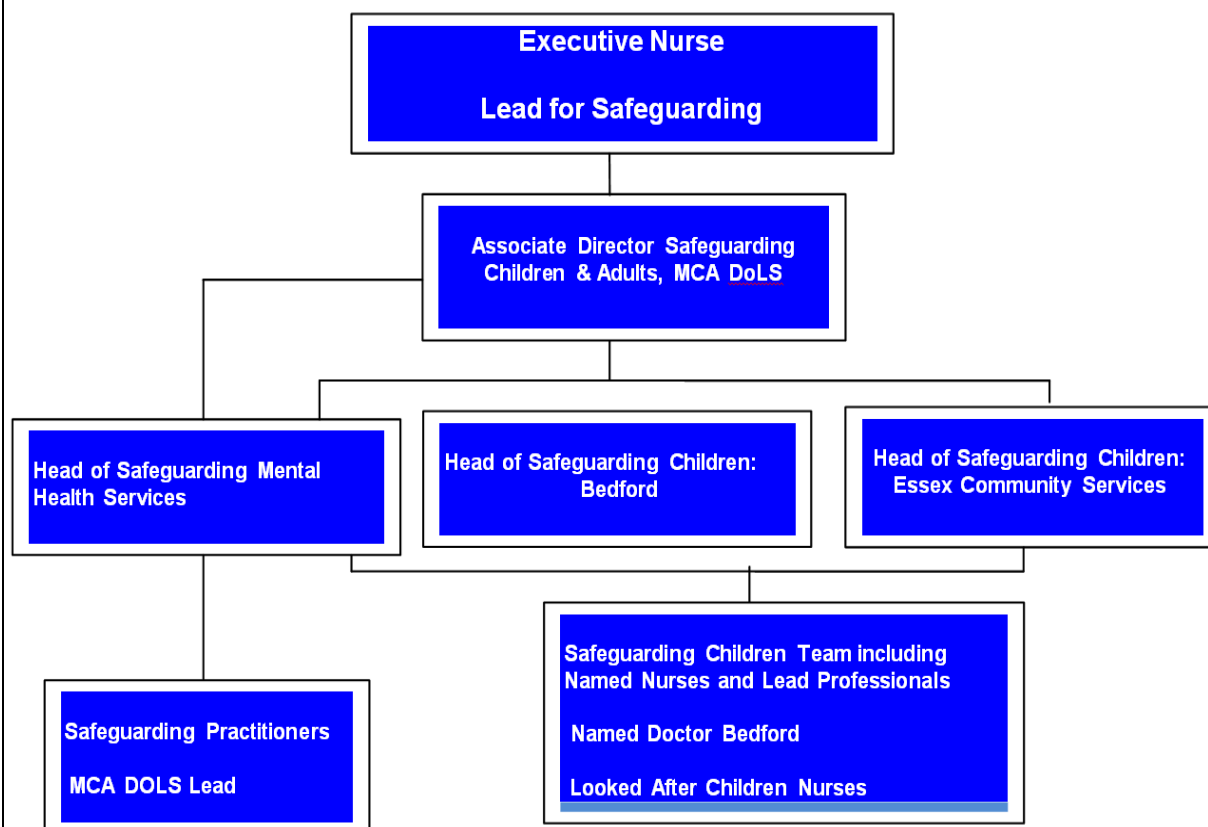 Executive Nurse
Lead for Safeguarding
Associate Director Safeguarding
Children & Adults, MCA DoLS
Head of Safeguarding Mental
Health Services
Head of Safeguarding Children:
Bedford
Head of Safeguarding Children:
Essex Community Services
Safeguarding Practitioners
MCA DOLS Lead
Safeguarding Children Team including
Named Nurses and Lead Professionals
Named Doctor Bedford
Looked After Children Nurses